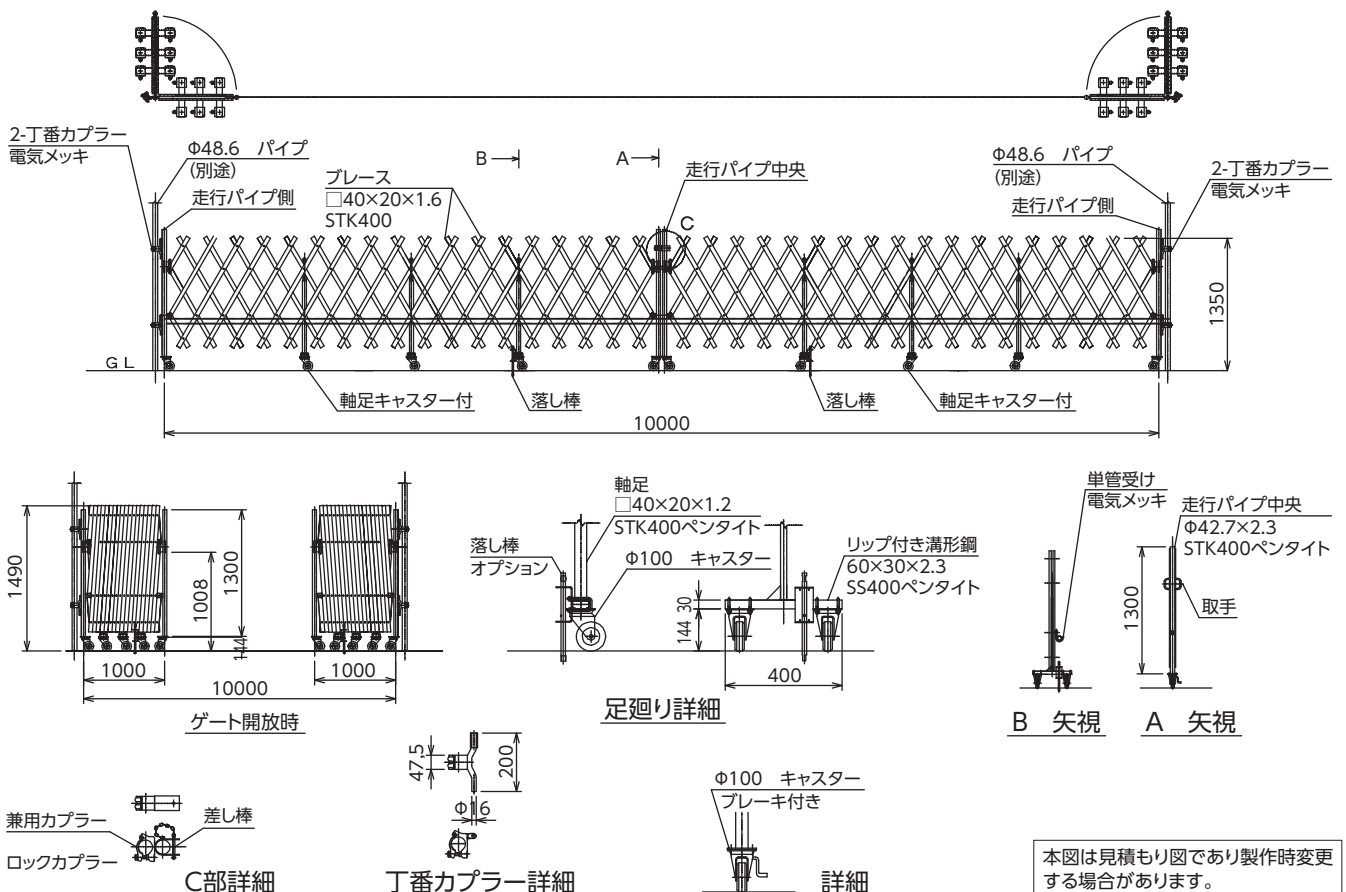 2-丁番カプラー
電気メッキ
Φ48.6 パイプ
(別途)
走行パイプ側
ブレース
□40×20×1.6
STK400
B
A
走行パイプ中央
C
Φ48.6 パイプ
(別途)
走行パイプ側
2-丁番カプラー
電気メッキ
1350
GL
軸足キャスター付
落し棒
落し棒
軸足キャスター付
10000
1490
1008
1300
144
1000
1000
10000
ゲート開放時
落し棒
オプション
軸足
□40×20×1.2
STK400ペンタイト
Φ100 キャスター
リップ付き溝形鋼
60×30×2.3
SS400ペンタイト
30
144
400
足廻り詳細
単管受け
電気メッキ
B 矢視
走行パイプ中央
Φ42.7×2.3
STK400ペンタイト
取手
1300
A 矢視
兼用カプラー
差し棒
ロックカプラー
C部詳細
47,5
200
Φ16
丁番カプラー詳細
Φ100 キャスター
ブレーキ付き
詳細
本図は見積もり図であり製作時変更
する場合があります。